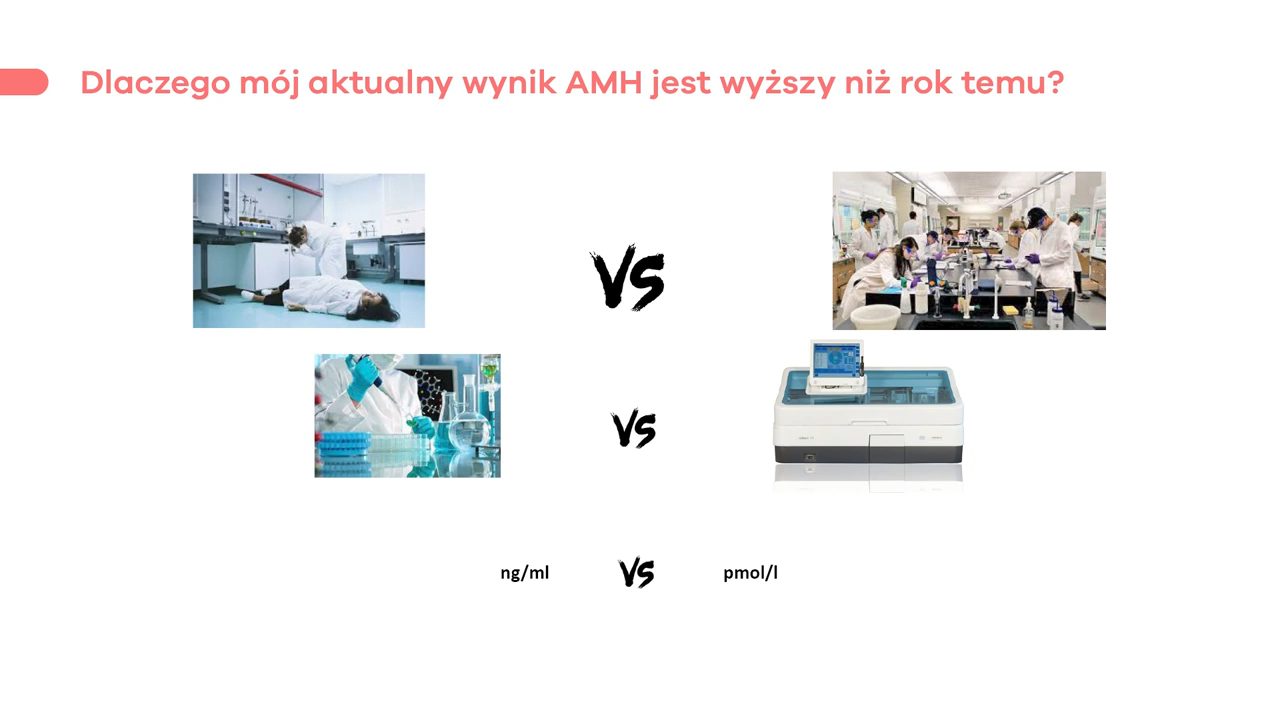 Dlaczego mój aktualny wynik AMH jest wyższy niż rok temu?
VS
VS
ng/ml VS pmol/l